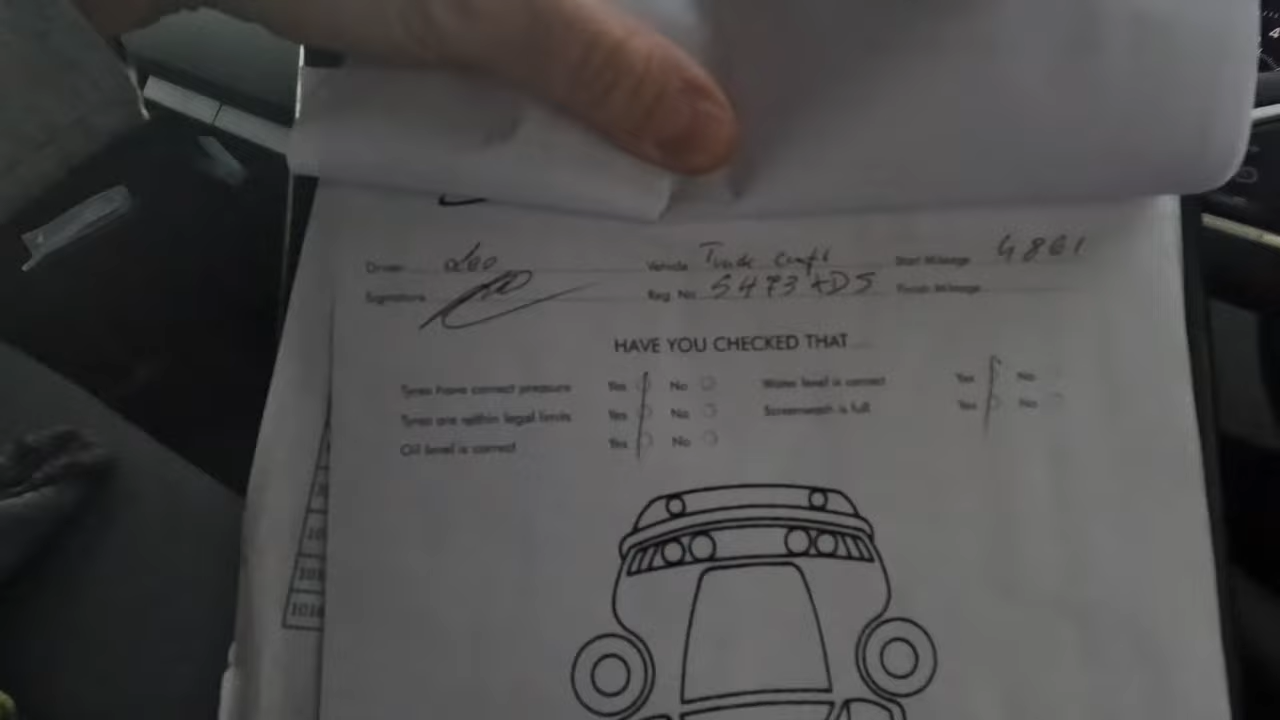 Driver Leo Vehicle Trade Start Mileage 4861
Signature Reg No S473 Finish Mileage
HAVE YOU CHECKED THAT
Tyres have correct pressure Yes No Water level is correct Yes No
Tyres are within legal limits Yes No Screenwash is full Yes No
Oil level is correct Yes No